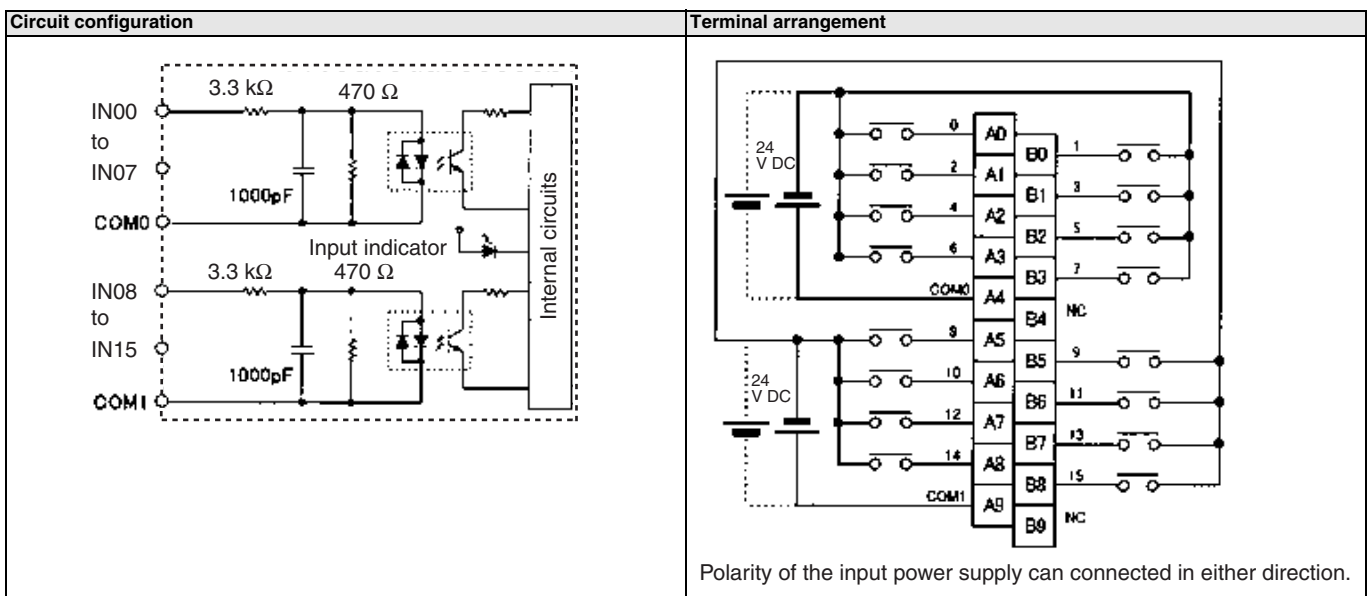 Circuit configuration
Terminal arrangement
3.3 kΩ
470 Ω
IN00
to
IN07
1000pF
COM0
Input indicator
Internal circuits
3.3 kΩ
470 Ω
IN08
to
IN15
1000pF
COM1
24
V DC
0
A0
B0
1
2
A1
B1
3
4
A2
B2
5
6
A3
B3
7
COM0
A4
B4
NC
8
A5
B5
9
24
V DC
10
A6
B6
11
12
A7
B7
13
14
A8
B8
15
COM1
A9
B9
NC
Polarity of the input power supply can connected in either direction.